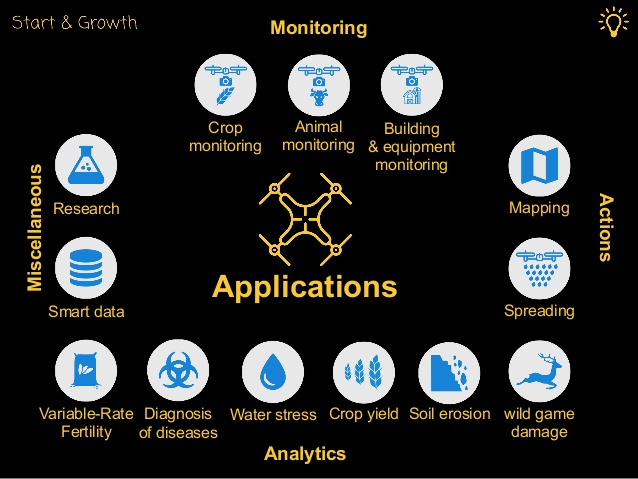 Start & Growth
Monitoring
Crop
monitoring
Animal
monitoring
Building
& equipment
monitoring
Miscellaneous
Research
Smart data
Applications
Mapping
Spreading
Actions
Variable-Rate
Fertility
Diagnosis
of diseases
Water stress
Crop yield
Soil erosion
wild game
damage
Analytics